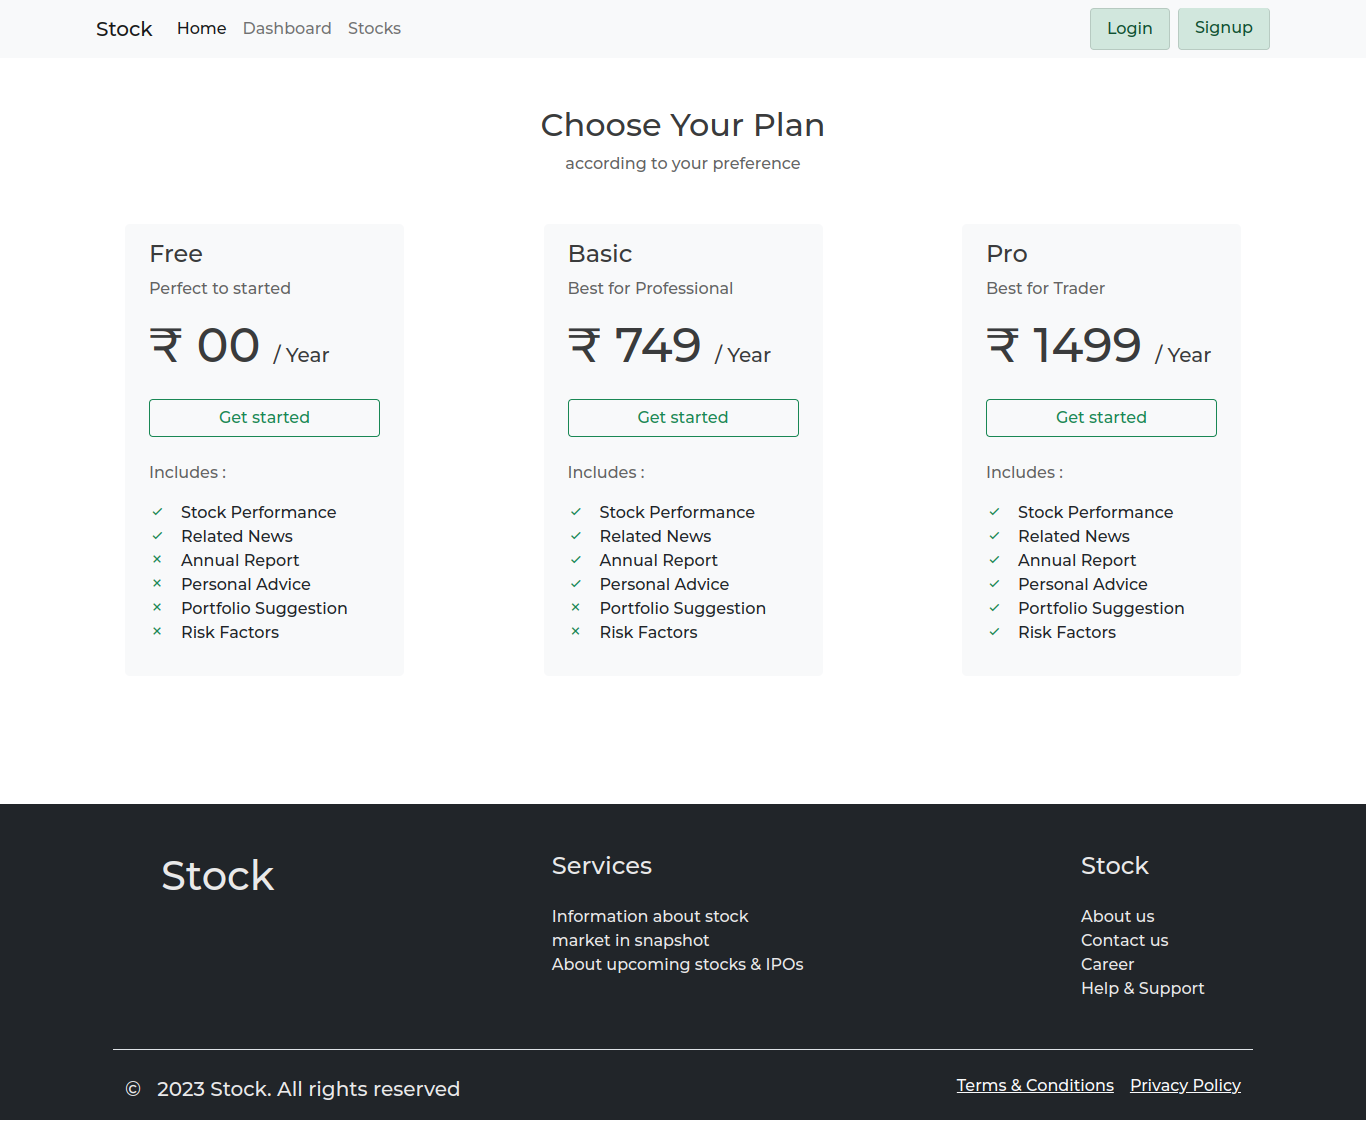 Stock Home Dashboard Stocks Login Signup
Choose Your Plan
according to your preference
Free
Perfect to started
₹ 00 / Year
Get started
Includes :
✓ Stock Performance
✓ Related News
× Annual Report
× Personal Advice
× Portfolio Suggestion
× Risk Factors
Basic
Best for Professional
₹ 749 / Year
Get started
Includes :
✓ Stock Performance
✓ Related News
✓ Annual Report
✓ Personal Advice
× Portfolio Suggestion
× Risk Factors
Pro
Best for Trader
₹ 1499 / Year
Get started
Includes :
✓ Stock Performance
✓ Related News
✓ Annual Report
✓ Personal Advice
✓ Portfolio Suggestion
✓ Risk Factors
Stock
Services
Information about stock
market in snapshot
About upcoming stocks & IPOs
Stock
About us
Contact us
Career
Help & Support
© 2023 Stock. All rights reserved
Terms & Conditions Privacy Policy